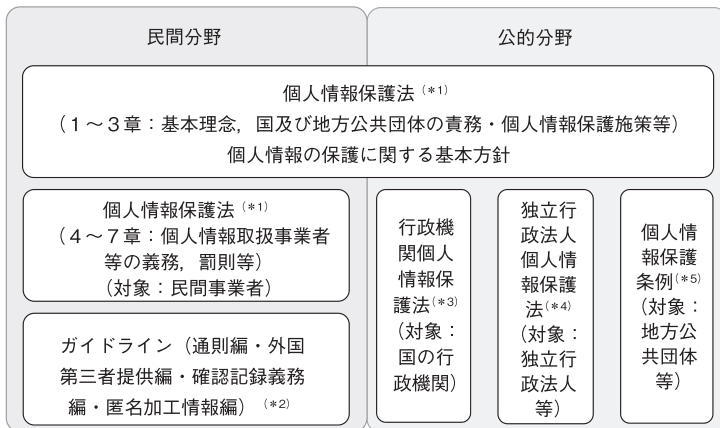 民間分野
公的分野
個人情報保護法(＊1)
（１～３章：基本理念，国及び地方公共団体の責務・個人情報保護施策等）
個人情報の保護に関する基本方針
個人情報保護法(＊1)
（４～７章：個人情報取扱事業者
等の義務，罰則等）
（対象：民間事業者）
ガイドライン（通則編・外国
第三者提供編・確認記録義務
編・匿名加工情報編）(＊2)
行政機
関個人
情報保
護法(＊3)
（対象：
国の行
政機関）
独立行
政法人
個人情
報保護
法(＊4)
（対象：
独立行
政法人
等）
個人情
報保護
条例(＊5)
（対象：
地方公
共団体
等）